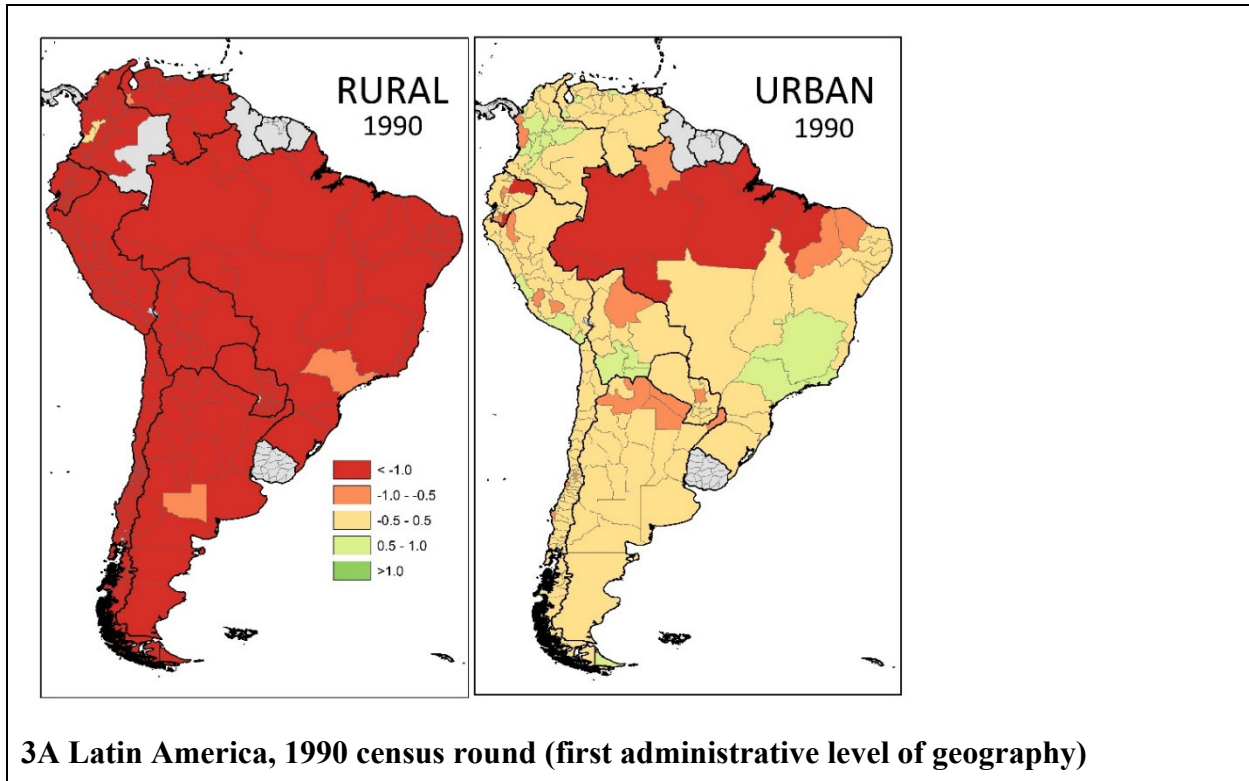 RURAL
1990
URBAN
1990
< -1.0
-1.0 - -0.5
-0.5 - 0.5
0.5 - 1.0
>1.0
3A Latin America, 1990 census round (first administrative level of geography)